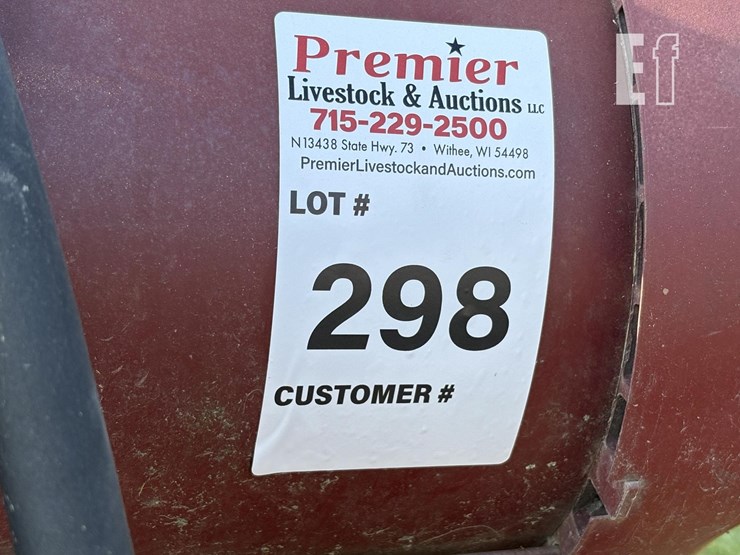 Ef
Premier
Livestock & Auctions LLC
715-229-2500
N13438 State Hwy. 73 • Withee, WI 54498
PremierLivestockandAuctions.com
LOT #
298
CUSTOMER #